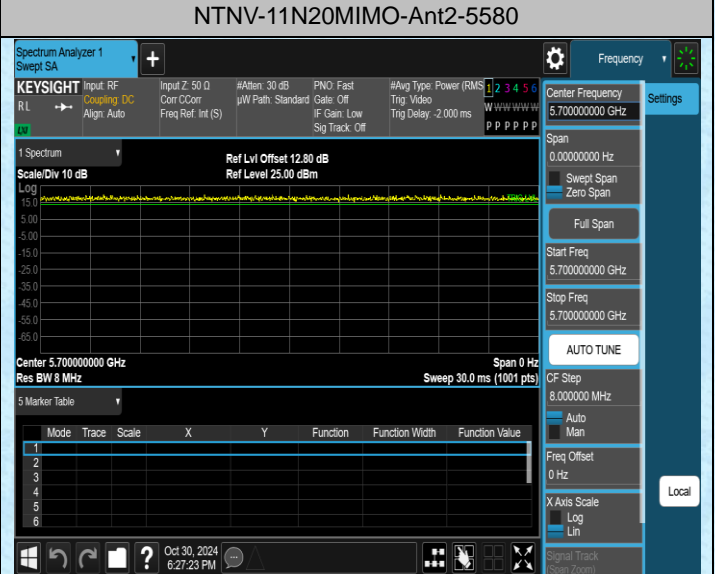 NTNV-11N20MIMO-Ant2-5580
Spectrum Analyzer 1
Swept SA
Frequency
KEYSIGHT
RL
LXI
Input: RF
Coupling: DC
Align: Auto
Input Z: 50 Ω
Corr CCorr
Freq Ref: Int (S)
#Atten: 30 dB
µW Path: Standard
PNO: Fast
Gate: Off
IF Gain: Low
Sig Track: Off
#Avg Type: Power (RMS
Trig: Video
Trig Delay: -2.000 ms
1 2 3 4 5 6
W W W W W W
P P P P P P
Center Frequency
5.700000000 GHz
Settings
Span
0.00000000 Hz
Swept Span
Zero Span
Full Span
Start Freq
5.700000000 GHz
Stop Freq
5.700000000 GHz
AUTO TUNE
CF Step
8.000000 MHz
Auto
Man
Freq Offset
0 Hz
X Axis Scale
Log
Lin
Signal Track
(Span Zoom)
Local
1 Spectrum
Scale/Div 10 dB
Ref Lvl Offset 12.80 dB
Ref Level 25.00 dBm
Log
15.0
5.00
-5.00
-15.0
-25.0
-35.0
-45.0
-55.0
-65.0
Center 5.700000000 GHz
Res BW 8 MHz
Span 0 Hz
Sweep 30.0 ms (1001 pts)
5 Marker Table
Mode Trace Scale X Y Function Function Width Function Value
1
2
3
4
5
6
?
Oct 30, 2024
6:27:23 PM